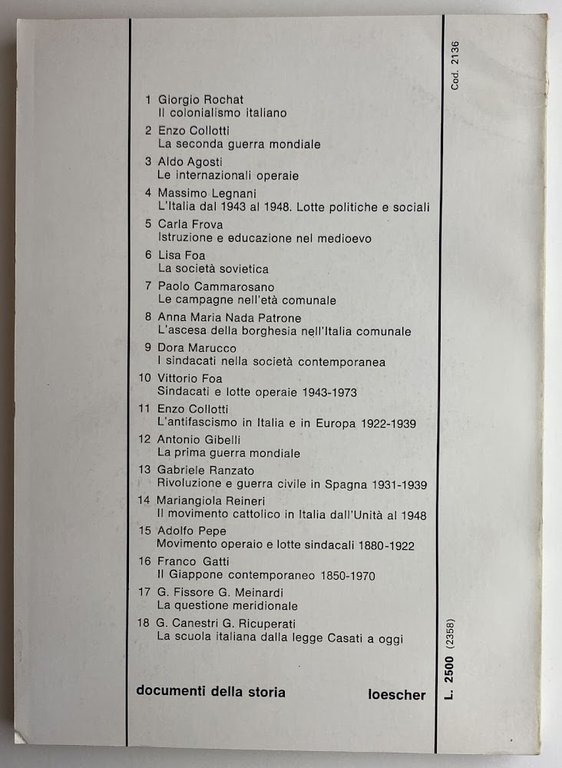 Cod. 2136
1 Giorgio Rochat
Il colonialismo italiano
2 Enzo Collotti
La seconda guerra mondiale
3 Aldo Agosti
Le internazionali operaie
4 Massimo Legnani
L'Italia dal 1943 al 1948. Lotte politiche e sociali
5 Carla Frova
Istruzione e educazione nel medioevo
6 Lisa Foa
La società sovietica
7 Paolo Cammarosano
Le campagne nell'età comunale
8 Anna Maria Nada Patrone
L'ascesa della borghesia nell'Italia comunale
9 Dora Marucco
I sindacati nella società contemporanea
10 Vittorio Foa
Sindacati e lotte operaie 1943-1973
11 Enzo Collotti
L'antifascismo in Italia e in Europa 1922-1939
12 Antonio Gibelli
La prima guerra mondiale
13 Gabriele Ranzato
Rivoluzione e guerra civile in Spagna 1931-1939
14 Mariangiola Reineri
Il movimento cattolico in Italia dall'Unità al 1948
15 Adolfo Pepe
Movimento operaio e lotte sindacali 1880-1922
16 Franco Gatti
Il Giappone contemporaneo 1850-1970
17 G. Fissore G. Meinardi
La questione meridionale
18 G. Canestri G. Ricuperati
La scuola italiana dalla legge Casati a oggi
documenti della storia loescher
L. 2500 (2358)